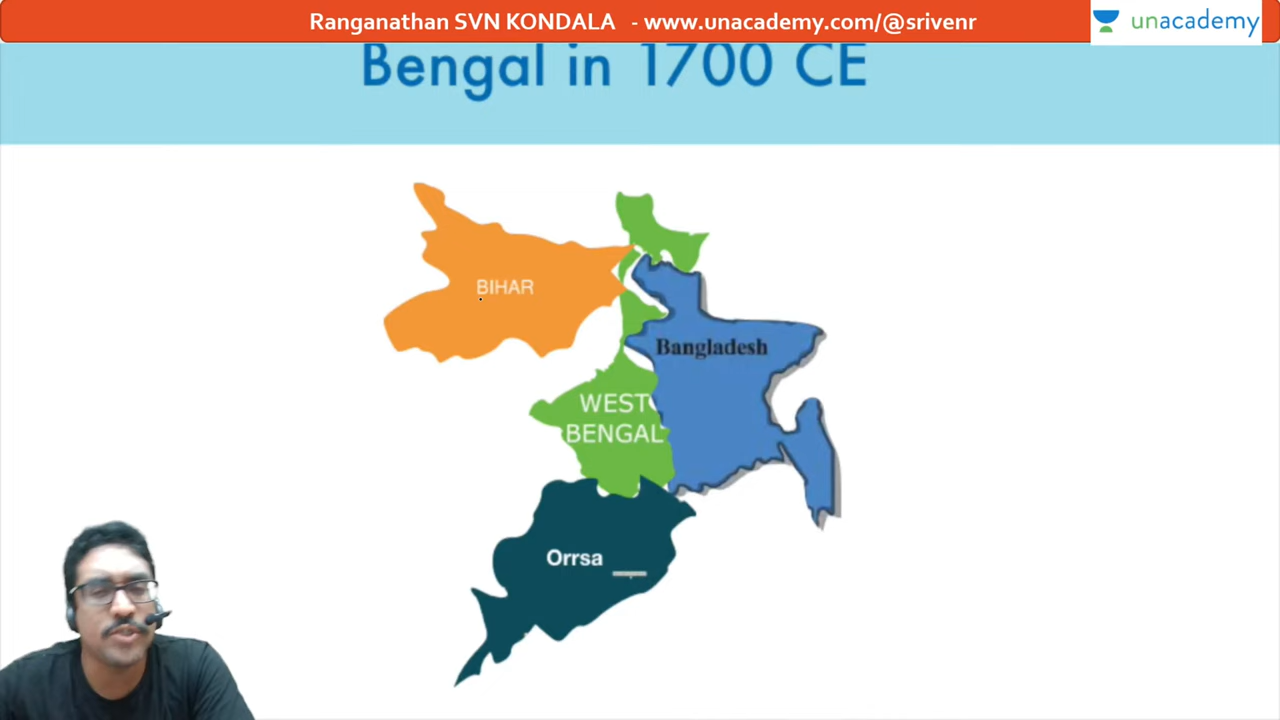 Ranganathan SVN KONDALA - www.unacademy.com/@srivenr
unacademy
Bengal in 1700 CE
BIHAR
Bangladesh
WEST
BENGAL
Orrsa